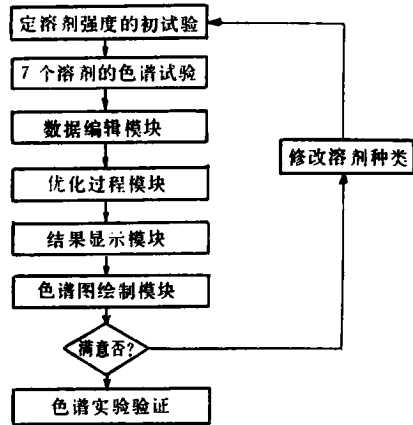 定溶剂强度的初试验
7个溶剂的色谱试验
数据编辑模块
优化过程模块
结果显示模块
色谱图绘制模块
满意否?
色谱实验验证
修改溶剂种类